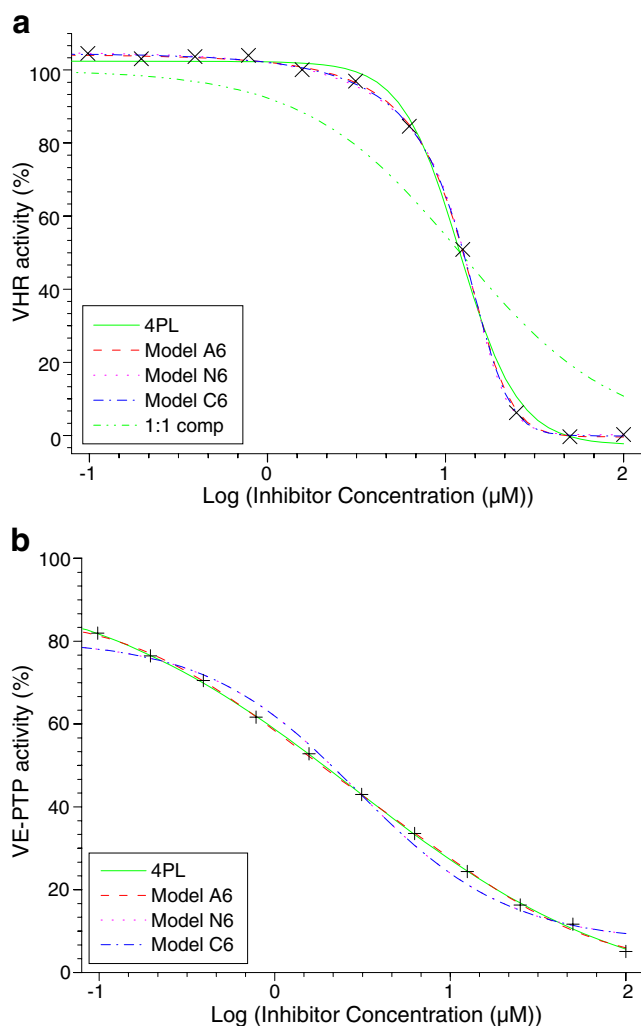 a
VHR activity (%)
100
80
60
40
20
0
4PL
Model A6
Model N6
Model C6
1:1 comp
-1
0
1
2
Log (Inhibitor Concentration (µM))
b
VE-PTP activity (%)
100
80
60
40
20
0
4PL
Model A6
Model N6
Model C6
-1
0
1
2
Log (Inhibitor Concentration (µM))